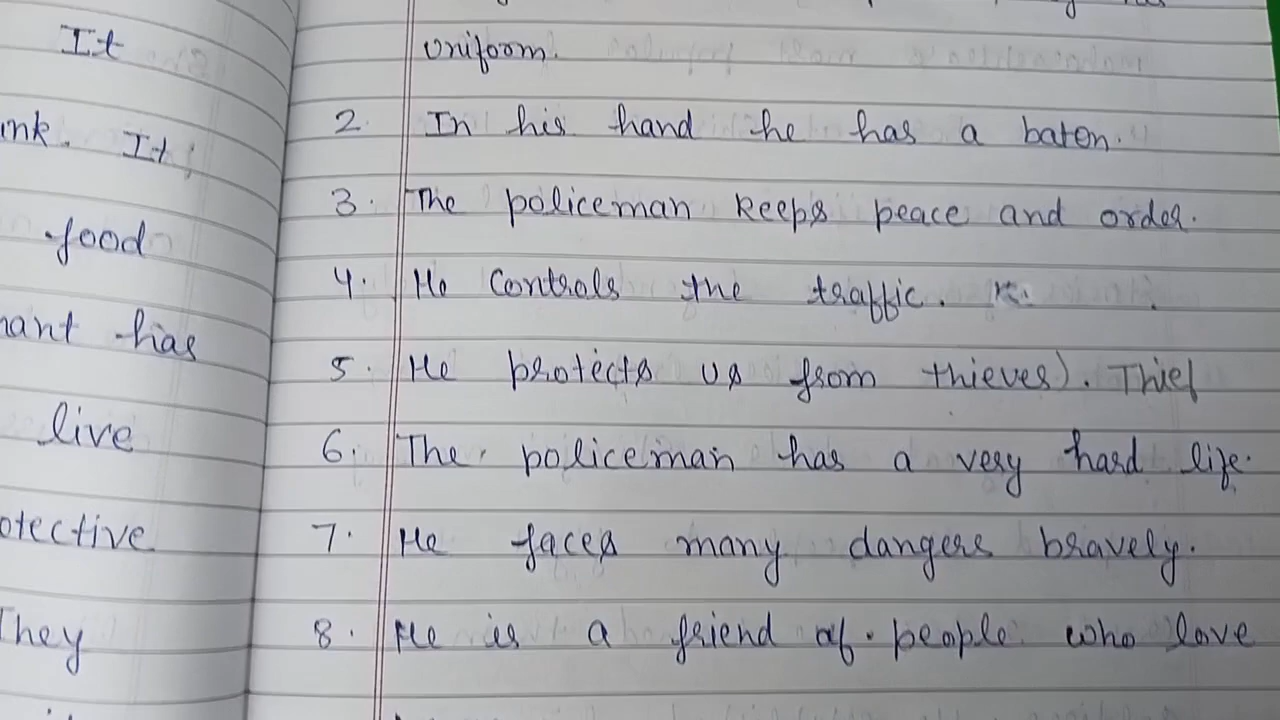 It
ink. It
food
has
live
otective
They
uniform.
2. In his hand he has a baton.
3. The policeman keeps peace and order.
4. He controls the traffic.
5. He protects us from thieves). Thief
6. The policeman has a very hard life.
7. He faces many dangers bravely.
8. He is a friend of people who love